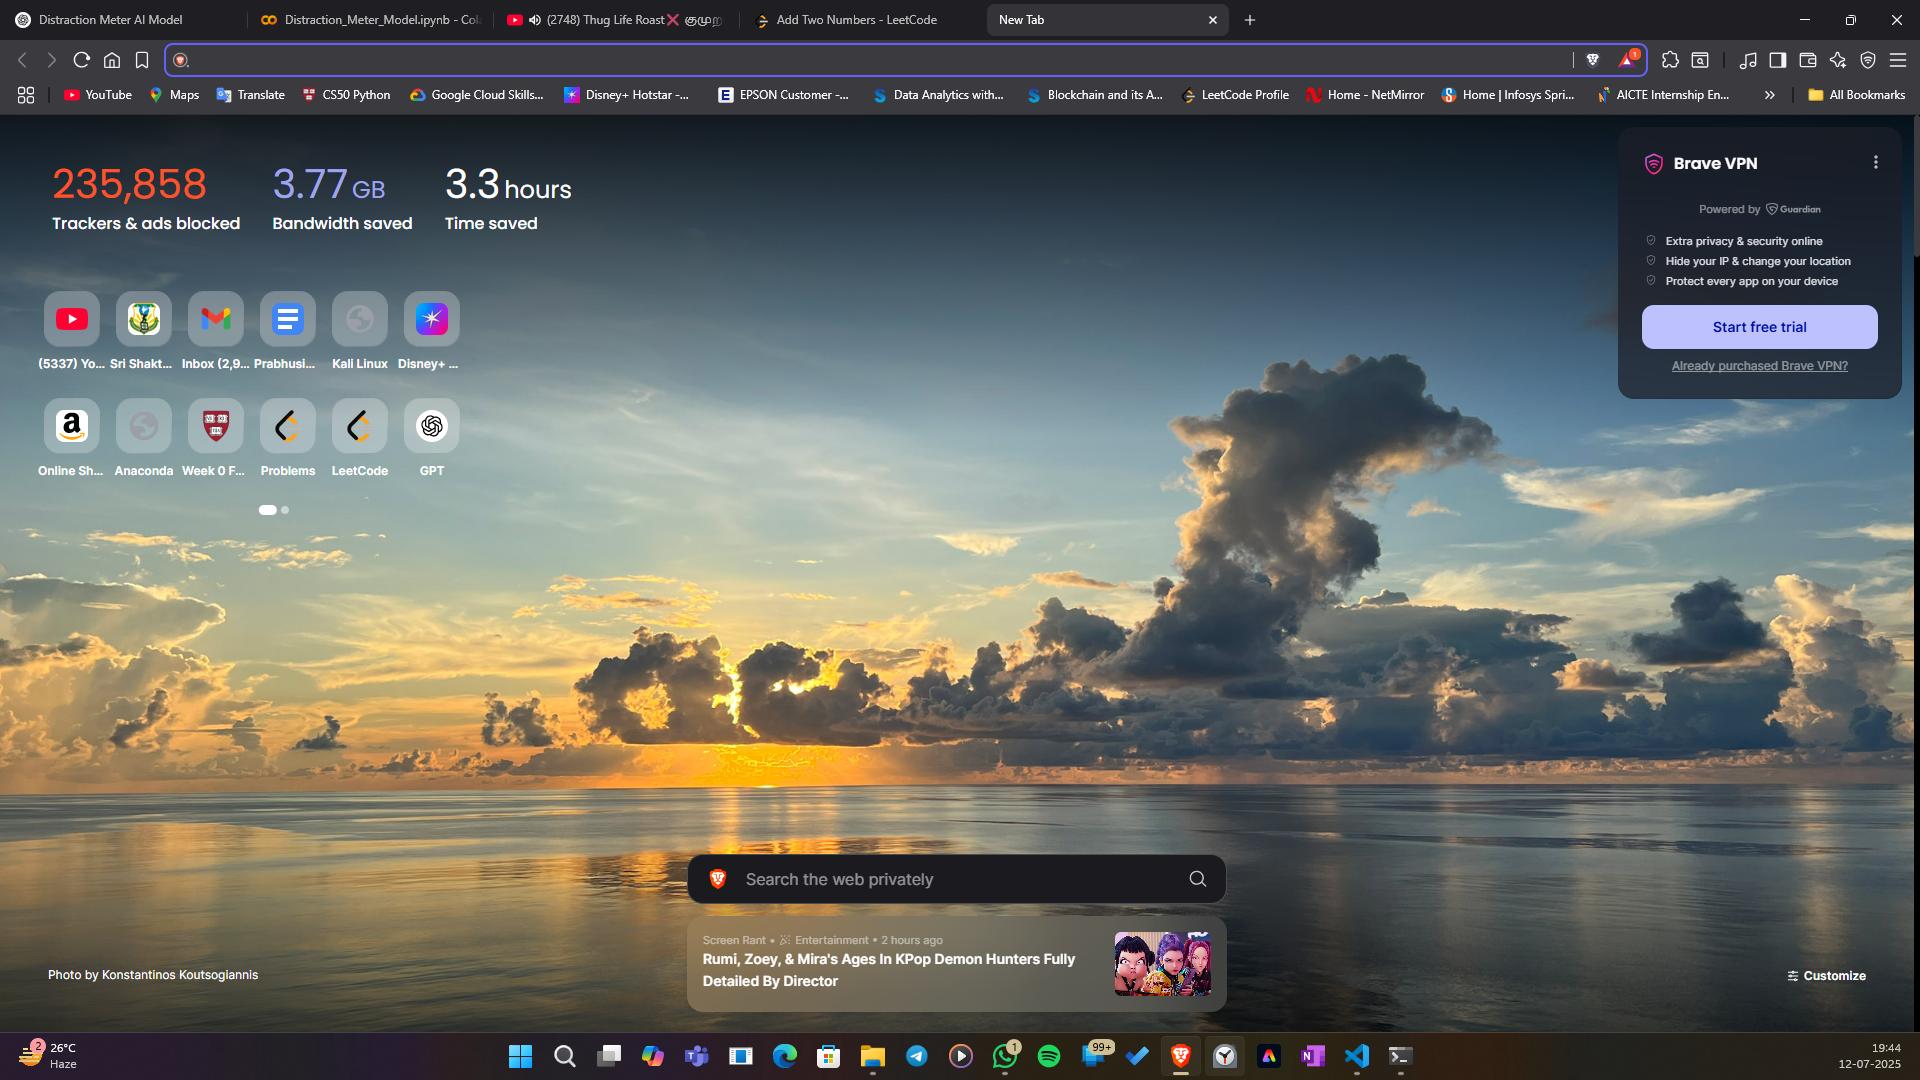 Distraction Meter AI Model
Distraction_Meter_Model.ipynb - Col
(2748) Thug Life Roast❌
Add Two Numbers - LeetCode
New Tab
1
YouTube
Maps
Translate
CS50 Python
Google Cloud Skills...
Disney+ Hotstar -...
EPSON Customer -...
Data Analytics with...
Blockchain and its A...
LeetCode Profile
Home - NetMirror
Home | Infosys Spri...
AICTE Internship En...
All Bookmarks
235,858
Trackers & ads blocked
3.77 GB
Bandwidth saved
3.3 hours
Time saved
Brave VPN
Powered by Guardian
Extra privacy & security online
Hide your IP & change your location
Protect every app on your device
Start free trial
Already purchased Brave VPN?
(5337) Yo...
Sri Shakt...
Inbox (2,9...
Prabhusi...
Kali Linux
Disney+ ...
Online Sh...
Anaconda
Week 0 F...
Problems
LeetCode
GPT
Search the web privately
Screen Rant • Entertainment • 2 hours ago
Rumi, Zoey, & Mira's Ages In KPop Demon Hunters Fully
Detailed By Director
Photo by Konstantinos Koutsogiannis
Customize
2
26°C
Haze
1
99+
19:44
12-07-2025